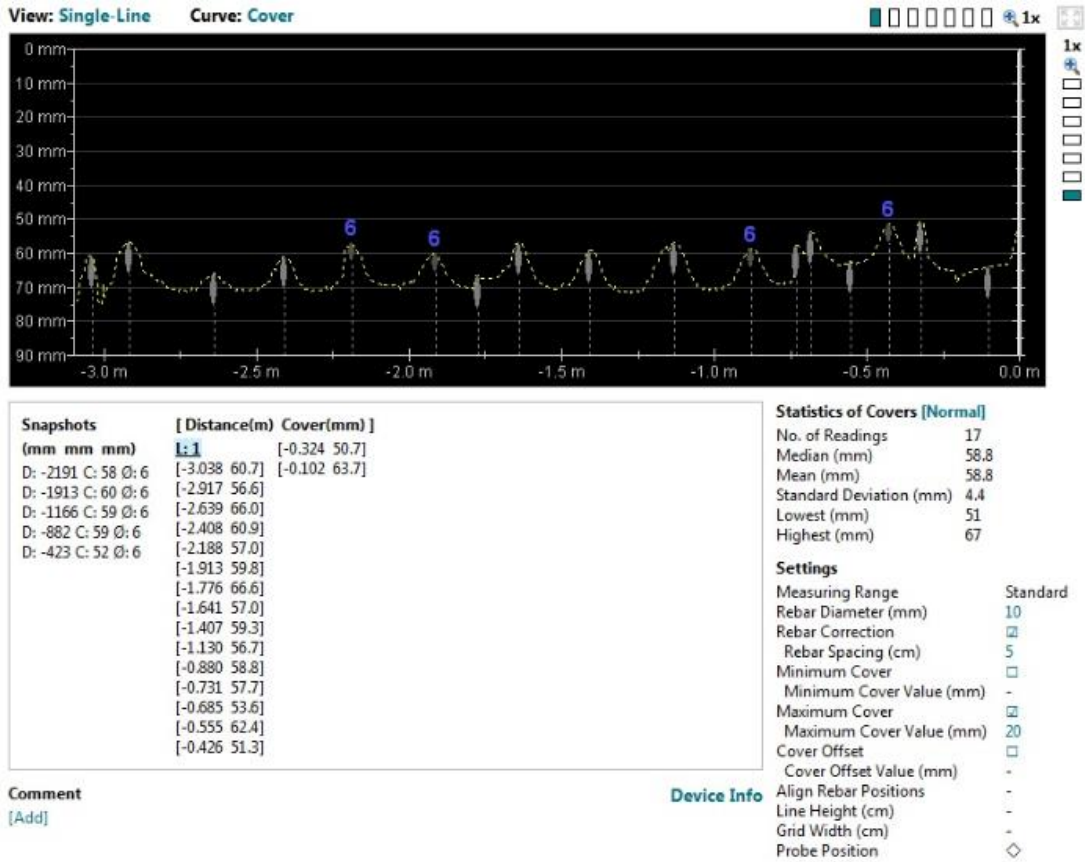 View: Single-Line Curve: Cover 1x
1x
0 mm
10 mm
20 mm
30 mm
40 mm
50 mm
60 mm
70 mm
80 mm
90 mm
6 6 6 6
-3.0 m -2.5 m -2.0 m -1.5 m -1.0 m -0.5 m 0.0 m
Snapshots
(mm mm mm)
D: -2191 C: 58 Ø: 6
D: -1913 C: 60 Ø: 6
D: -1166 C: 59 Ø: 6
D: -882 C: 59 Ø: 6
D: -423 C: 52 Ø: 6
[ Distance(m) Cover(mm) ]
L: 1
[-3.038 60.7]
[-2.917 56.6]
[-2.639 66.0]
[-2.408 60.9]
[-2.188 57.0]
[-1.913 59.8]
[-1.776 66.6]
[-1.641 57.0]
[-1.407 59.3]
[-1.130 56.7]
[-0.880 58.8]
[-0.731 57.7]
[-0.685 53.6]
[-0.555 62.4]
[-0.426 51.3]
[-0.324 50.7]
[-0.102 63.7]
Statistics of Covers [Normal]
No. of Readings 17
Median (mm) 58.8
Mean (mm) 58.8
Standard Deviation (mm) 4.4
Lowest (mm) 51
Highest (mm) 67
Settings
Measuring Range Standard
Rebar Diameter (mm) 10
Rebar Correction ☑
Rebar Spacing (cm) 5
Minimum Cover ☐
Minimum Cover Value (mm) -
Maximum Cover ☑
Maximum Cover Value (mm) 20
Cover Offset ☐
Cover Offset Value (mm) -
Align Rebar Positions -
Line Height (cm) -
Grid Width (cm) -
Probe Position ◇
Comment
[Add]
Device Info